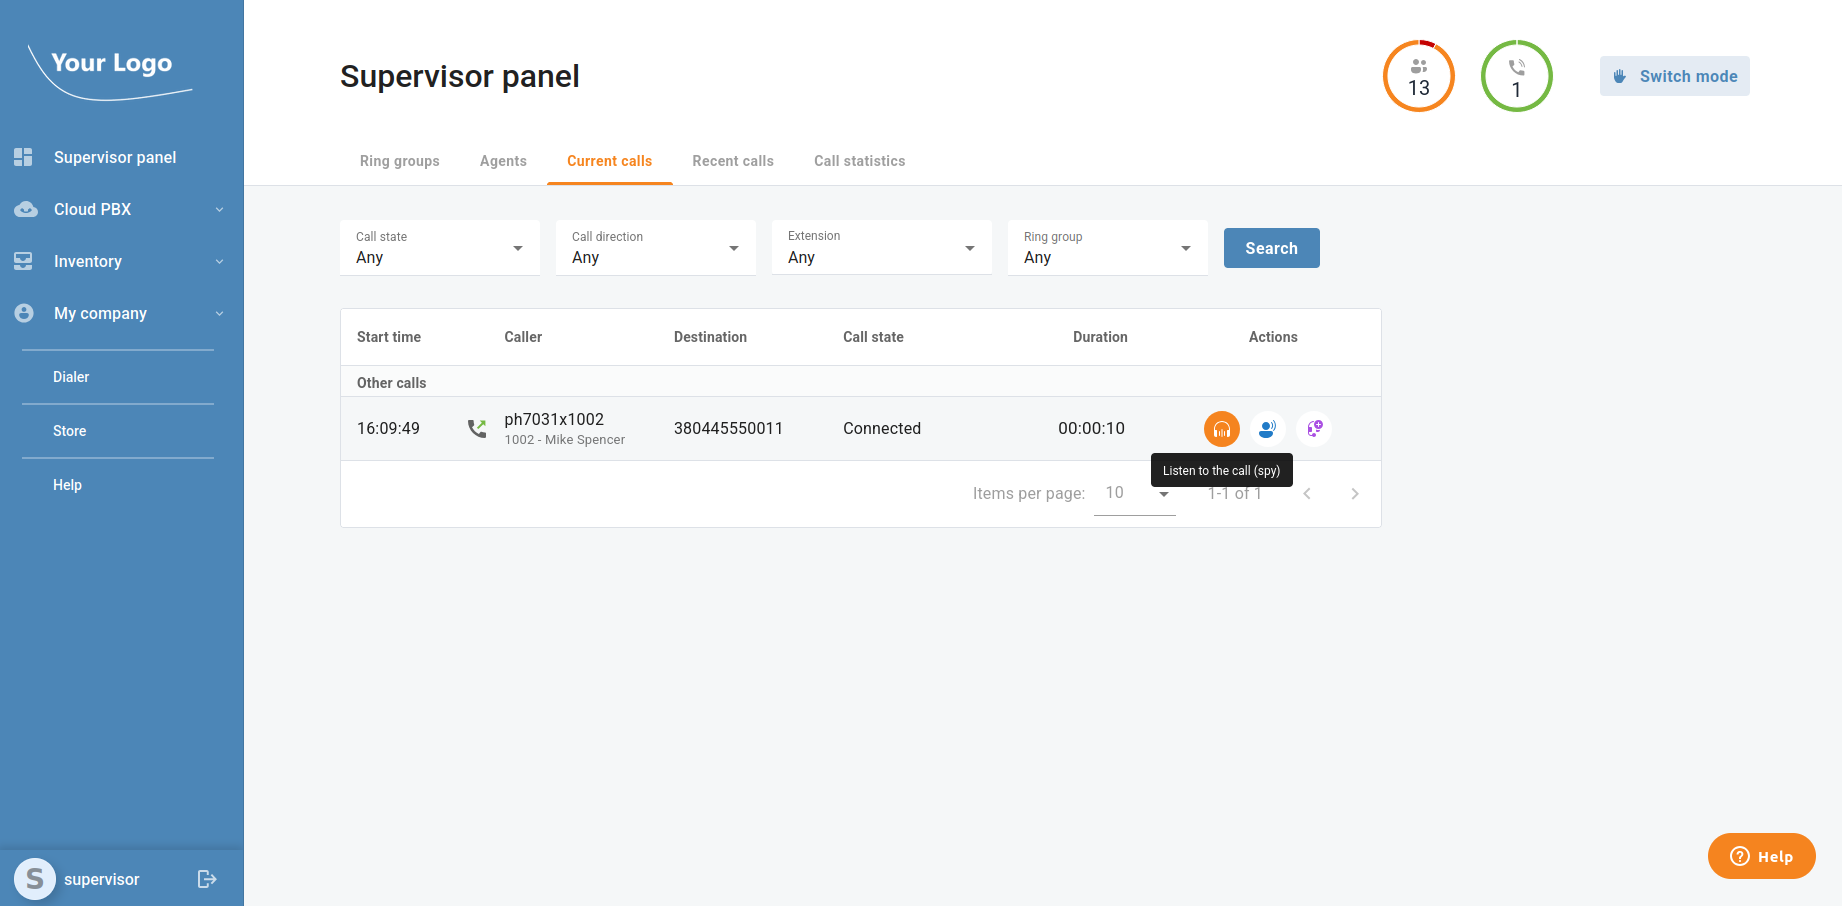 Your Logo
Supervisor panel
Cloud PBX
Inventory
My company
Dialer
Store
Help
S supervisor
Supervisor panel
13
1
Switch mode
Ring groups Agents Current calls Recent calls Call statistics
Call state
Any
Call direction
Any
Extension
Any
Ring group
Any
Search
Start time Caller Destination Call state Duration Actions
Other calls
16:09:49 ph7031x1002 380445550011 Connected 00:00:10
1002 - Mike Spencer
Listen to the call (spy)
Items per page: 10 1-1 of 1
Help